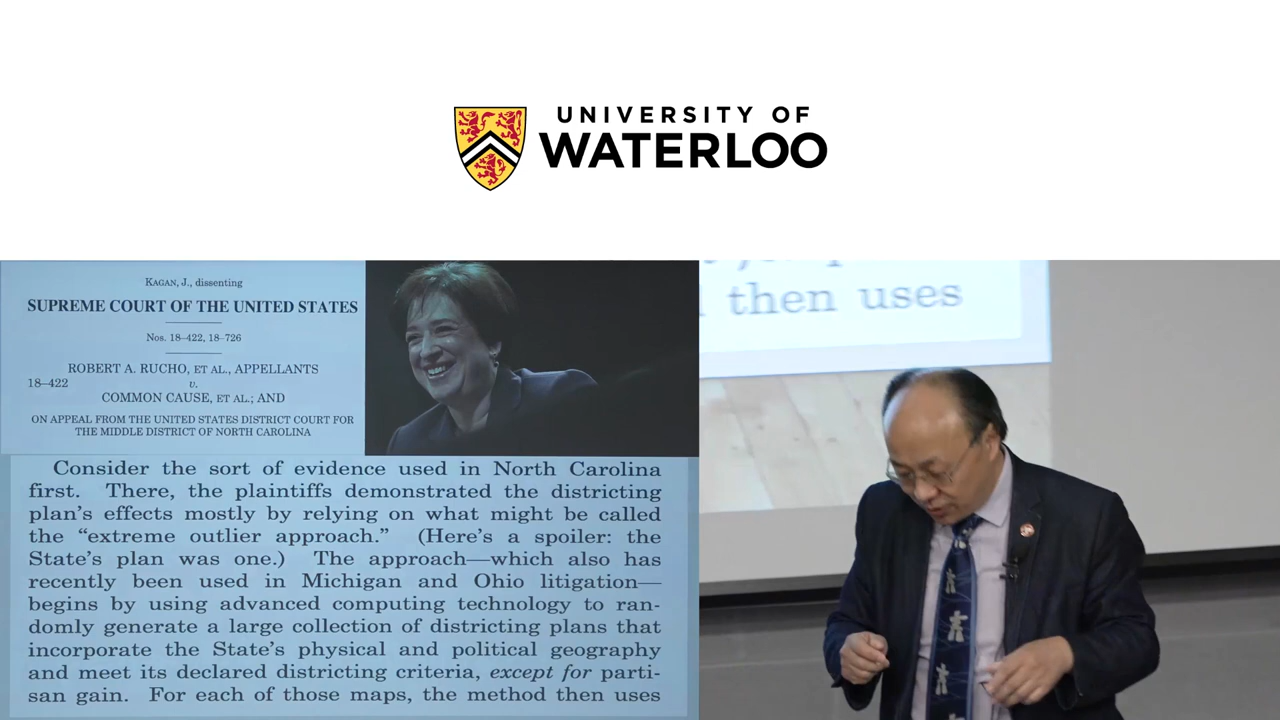 UNIVERSITY OF
WATERLOO
KAGAN, J., dissenting
SUPREME COURT OF THE UNITED STATES
Nos. 18–422, 18–726
ROBERT A. RUCHO, ET AL., APPELLANTS
18–422
v.
COMMON CAUSE, ET AL.; AND
ON APPEAL FROM THE UNITED STATES DISTRICT COURT FOR
THE MIDDLE DISTRICT OF NORTH CAROLINA
Consider the sort of evidence used in North Carolina
first. There, the plaintiffs demonstrated the districting
plan's effects mostly by relying on what might be called
the “extreme outlier approach.” (Here's a spoiler: the
State's plan was one.) The approach—which also has
recently been used in Michigan and Ohio litigation—
begins by using advanced computing technology to ran-
domly generate a large collection of districting plans that
incorporate the State's physical and political geography
and meet its declared districting criteria, except for parti-
san gain. For each of those maps, the method then uses
then uses